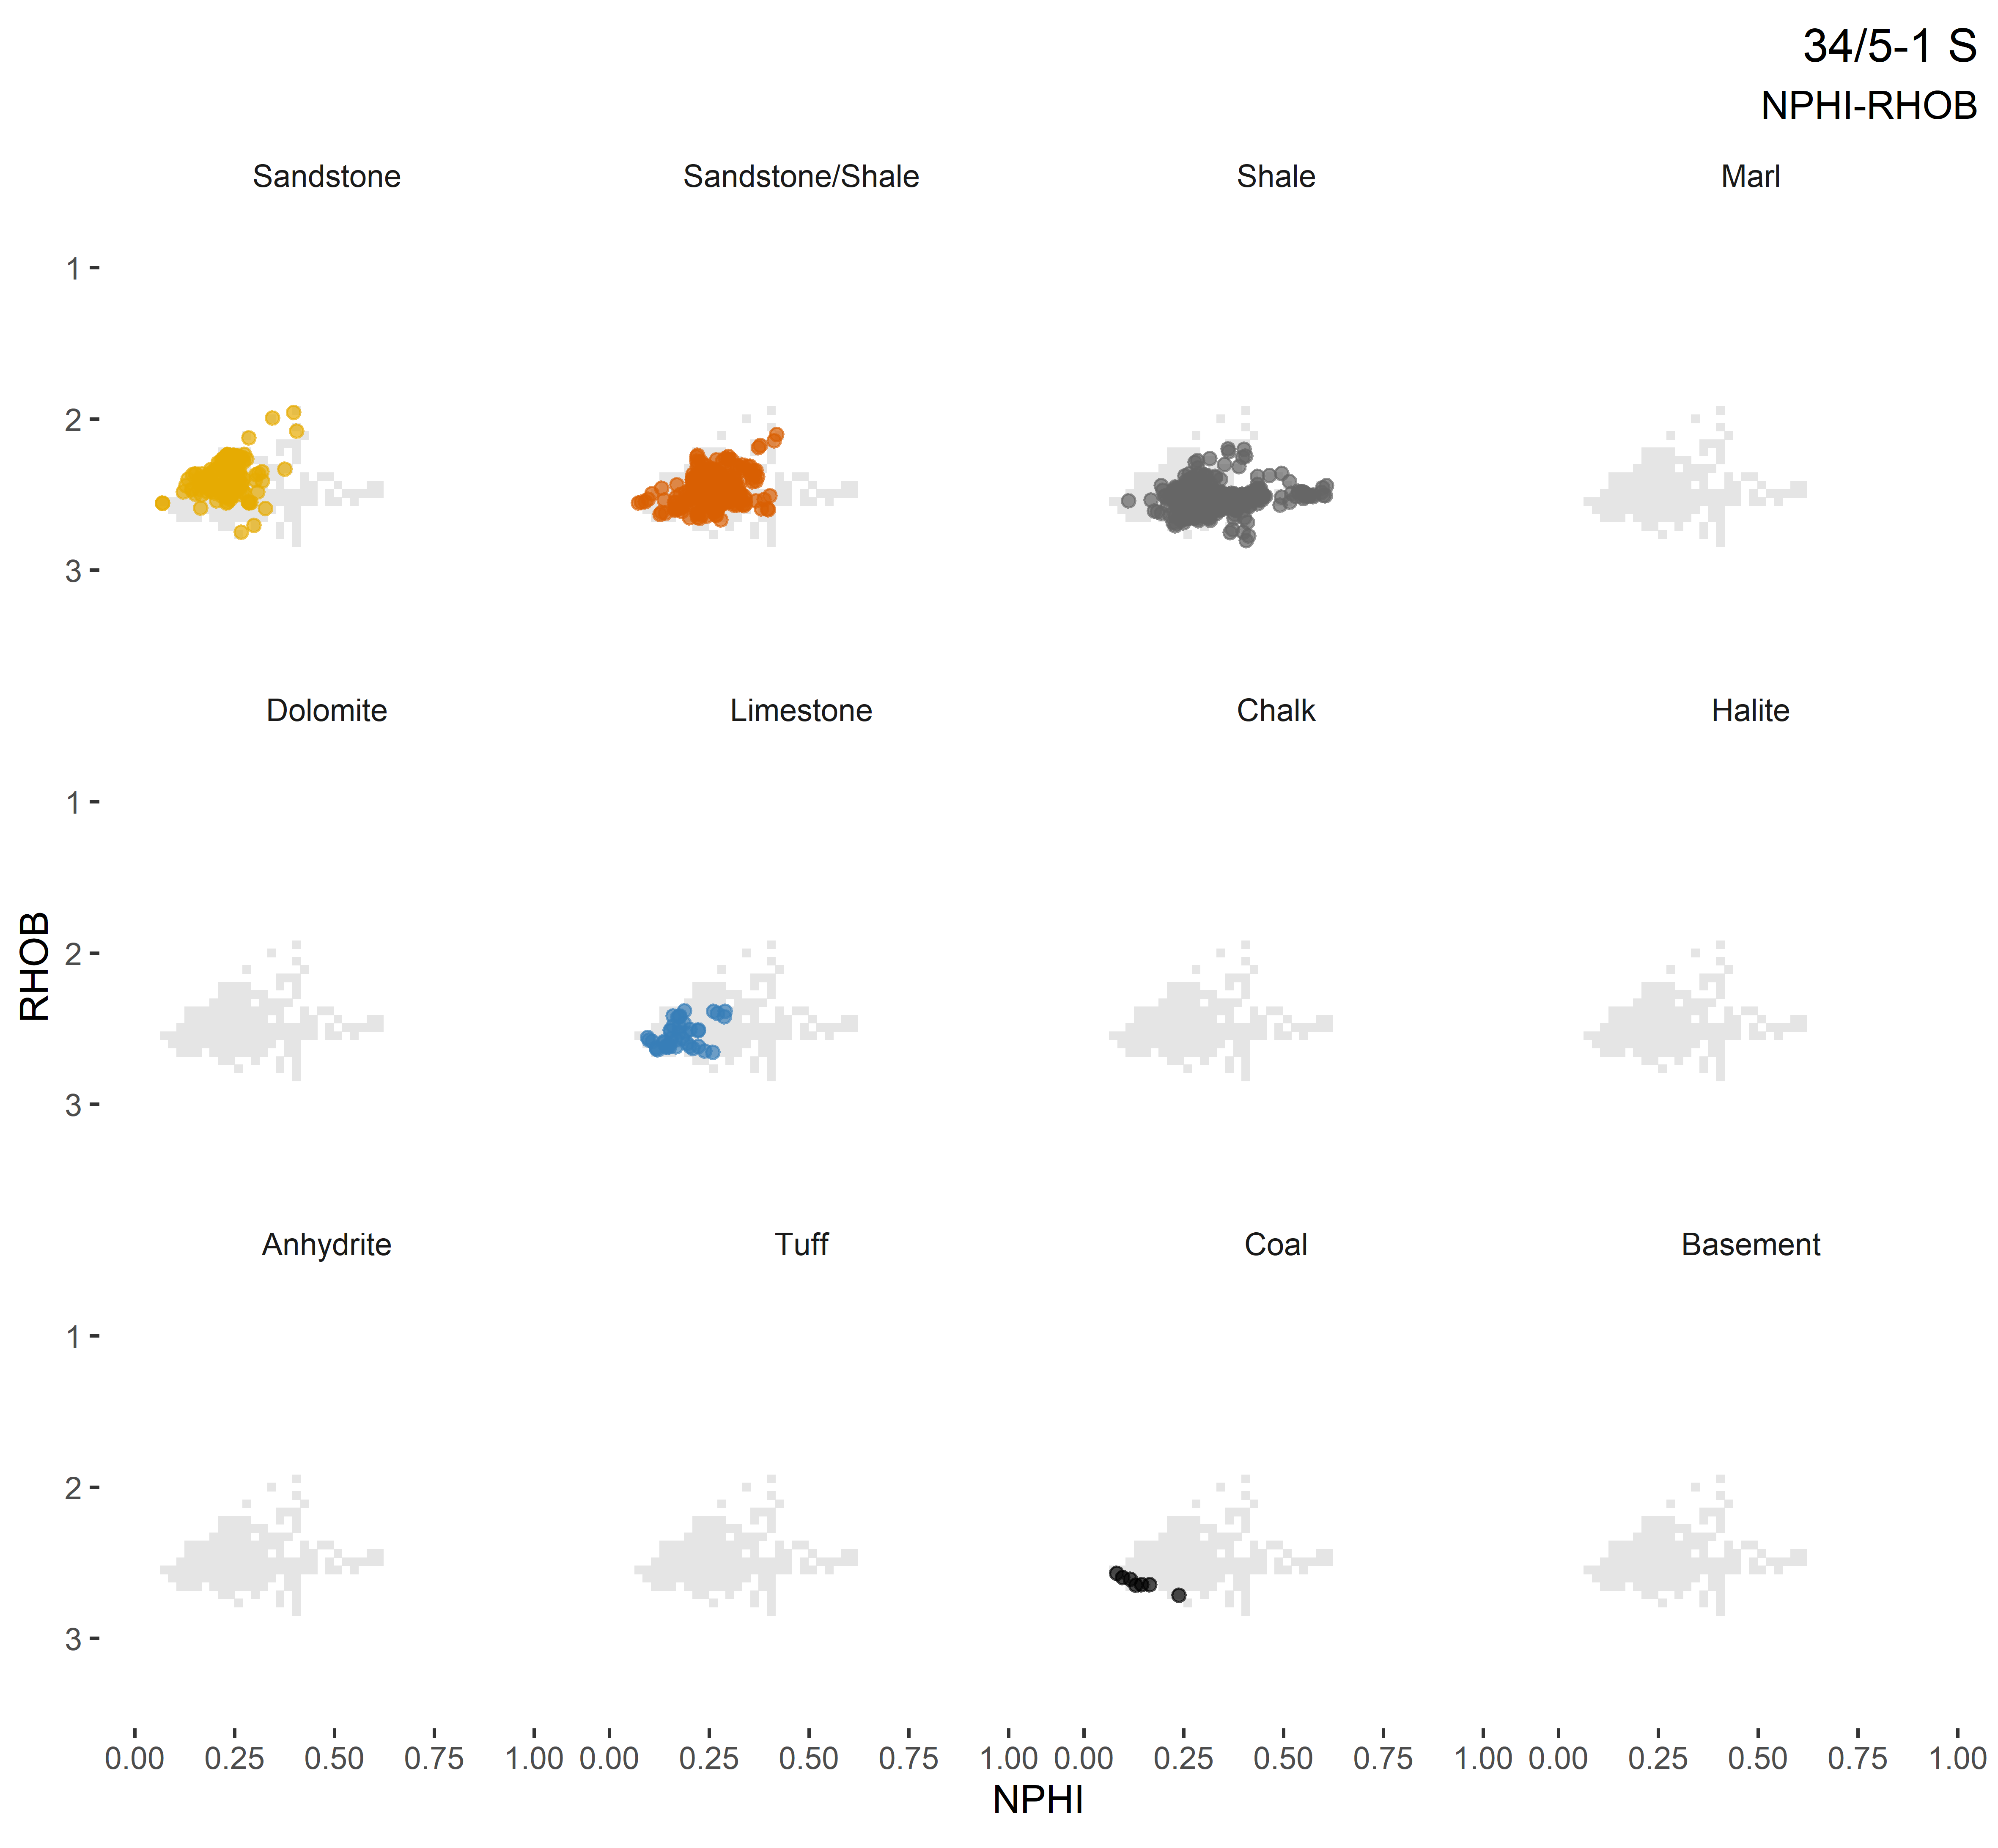 34/5-1 S
NPHI-RHOB
Sandstone Sandstone/Shale Shale Marl
1
2
3
Dolomite Limestone Chalk Halite
1
2
3
RHOB
Anhydrite Tuff Coal Basement
1
2
3
0.00 0.25 0.50 0.75 1.00 0.00 0.25 0.50 0.75 1.00 0.00 0.25 0.50 0.75 1.00 0.00 0.25 0.50 0.75 1.00
NPHI